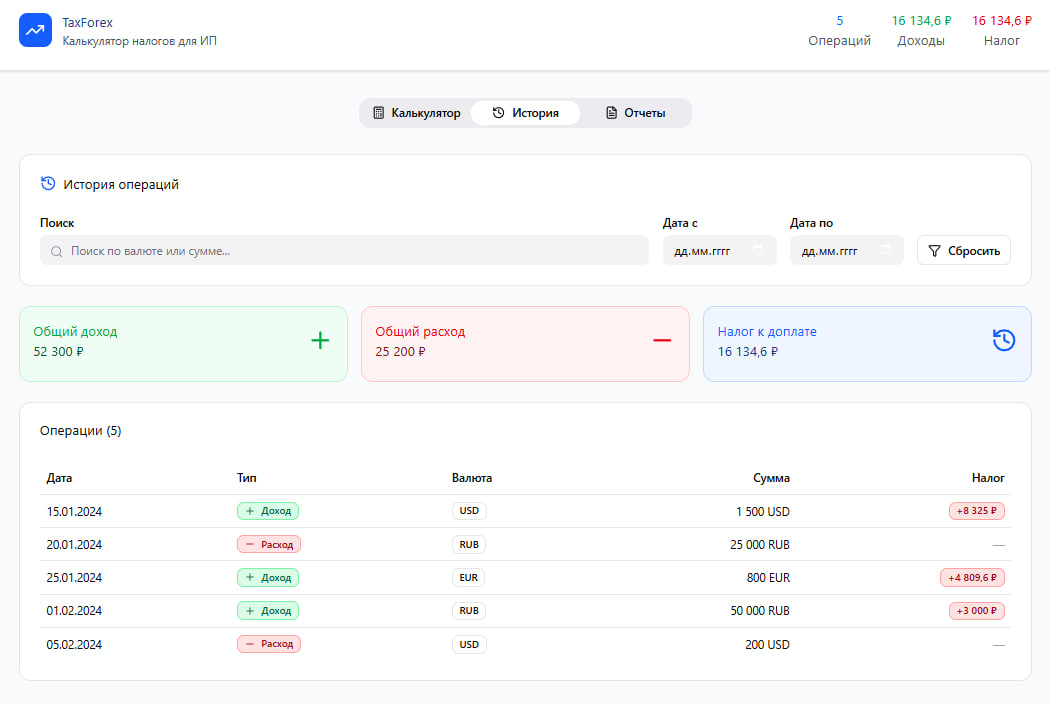 TaxForex
Калькулятор налогов для ИП
5
Операций
16 134,6 ₽
Доходы
16 134,6 ₽
Налог
Калькулятор
История
Отчеты
История операций
Поиск
Поиск по валюте или сумме...
Дата с
дд.мм.гггг
Дата по
дд.мм.гггг
Сбросить
Общий доход
52 300 ₽
+
Общий расход
25 200 ₽
—
Налог к доплате
16 134,6 ₽
Операции (5)
Дата Тип Валюта Сумма Налог
15.01.2024 + Доход USD 1 500 USD +8 325 ₽
20.01.2024 — Расход RUB 25 000 RUB —
25.01.2024 + Доход EUR 800 EUR +4 809,6 ₽
01.02.2024 + Доход RUB 50 000 RUB +3 000 ₽
05.02.2024 — Расход USD 200 USD —